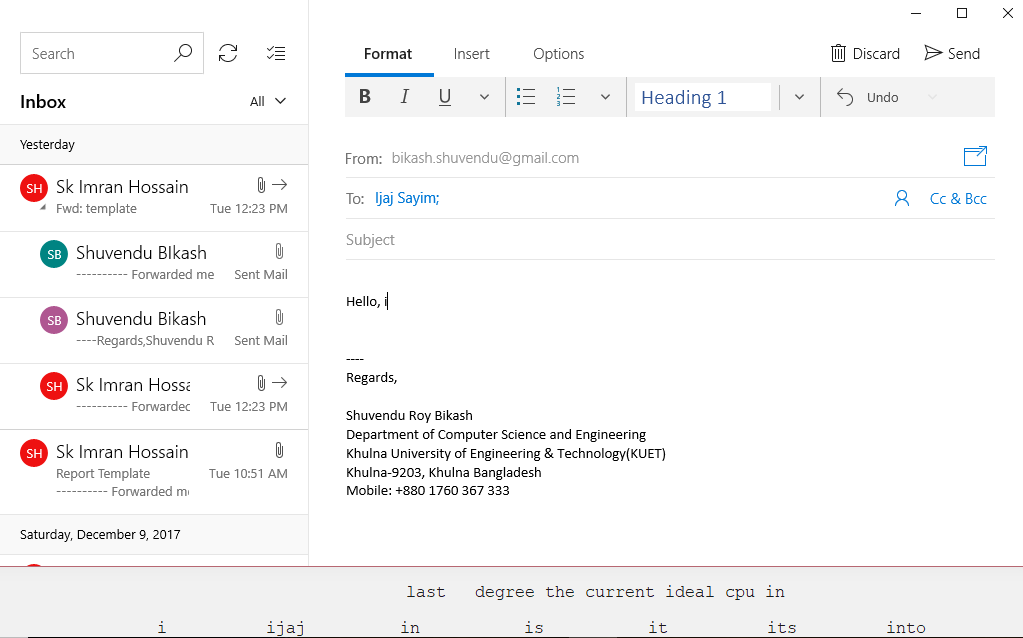 Search
Inbox
All
Yesterday
SH
Sk Imran Hossain
Fwd: template
Tue 12:23 PM
SB
Shuvendu BIkash
---------- Forwarded me
Sent Mail
SB
Shuvendu Bikash
----Regards,Shuvendu R
Sent Mail
SH
Sk Imran Hossa
---------- Forwarded
Tue 12:23 PM
SH
Sk Imran Hossain
Report Template
Tue 10:51 AM
---------- Forwarded me
Saturday, December 9, 2017
Format Insert Options
Discard Send
B I U
Heading 1
Undo
From: bikash.shuvendu@gmail.com
To: Ijaj Sayim;
Cc & Bcc
Subject
Hello, i
----
Regards,
Shuvendu Roy Bikash
Department of Computer Science and Engineering
Khulna University of Engineering & Technology(KUET)
Khulna-9203, Khulna Bangladesh
Mobile: +880 1760 367 333
last degree the current ideal cpu in
i ijaj in is it its into